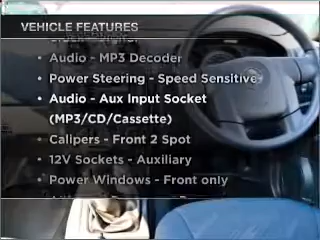 VEHICLE FEATURES
• Audio - MP3 Decoder
• Power Steering - Speed Sensitive
• Audio - Aux Input Socket
(MP3/CD/Cassette)
• Calipers - Front 2 Spot
• 12V Sockets - Auxiliary
• Power Windows - Front only